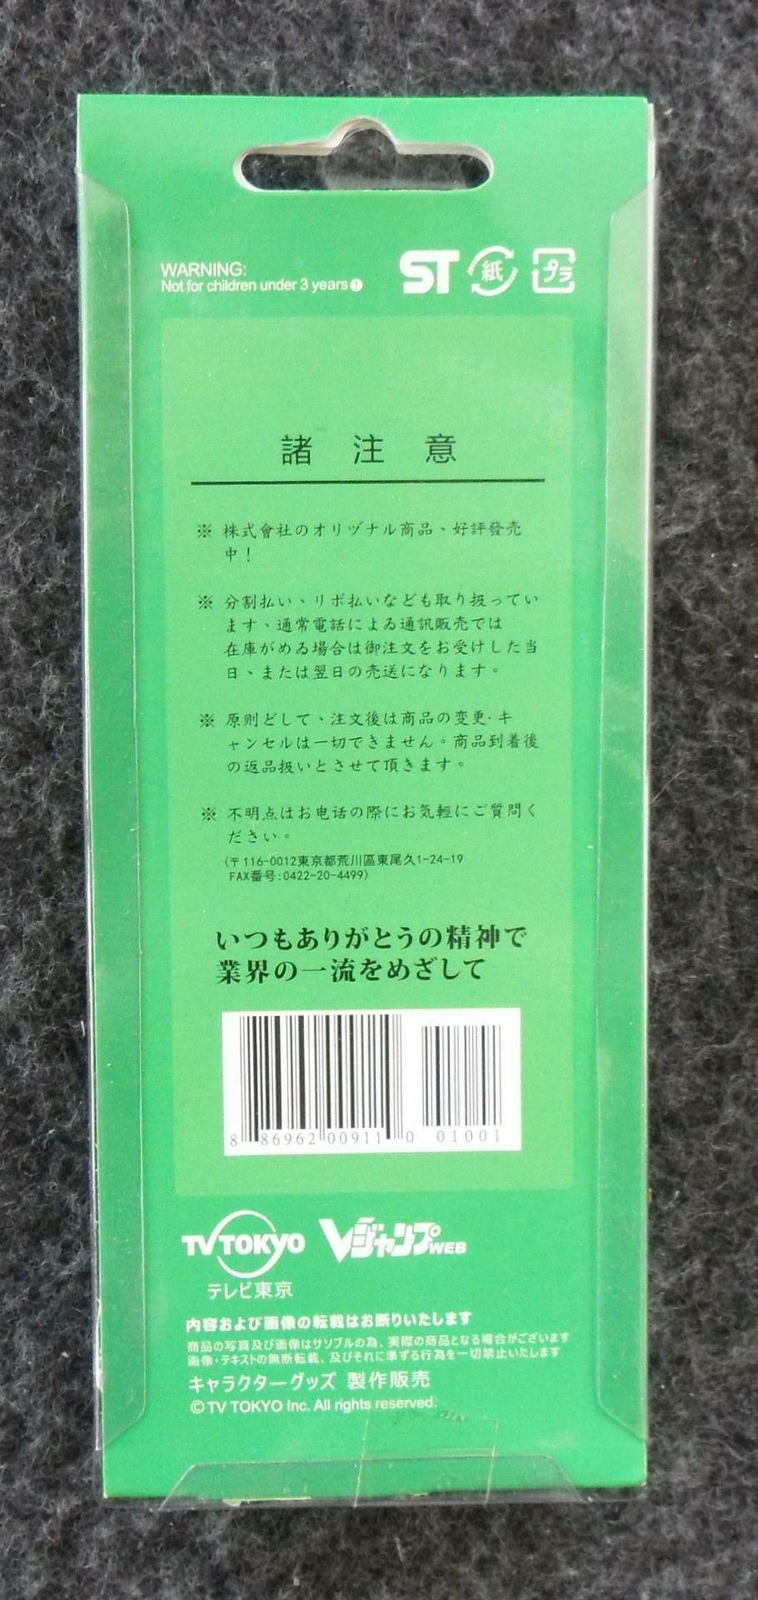 WARNING:
Not for children under 3 years!
ST 紙 プラ
諸注意
※ 株式會社のオリヅナル商品、好評發売
中！
※ 分割払い、リボ払いなども取り扱ってい
ます、通常電話によゐ通訊販売では
在庫がめゐ場合は御注文をお受けした当
日、または翌日の売送になります。
※ 原則どして、注文後は商品の変更·キ
ャンセルは一切できません。商品到着後
の返品扱いとさせて頂きます。
※ 不明点はお电话の際にお気軽にご質問く
ださい。
(〒116-0012東京都荒川區東尾久1-24-19
FAX番号:0422-20-4499)
いつもありがとうの精神で
業界の一流をめざして
8 86962 00911 0 01001
TV TOKYO VジャンプWEB
テレビ東京
内容および画像の転載はお断りいたします
商品の写真及び画像はサソブルの為、実際の商品となる場合がございます
画像・テキストの無断転載、及びそれに準ずる行為を一切禁止いたします
キャラクターグッズ 製作販売
©TV TOKYO Inc. All rights reserved.